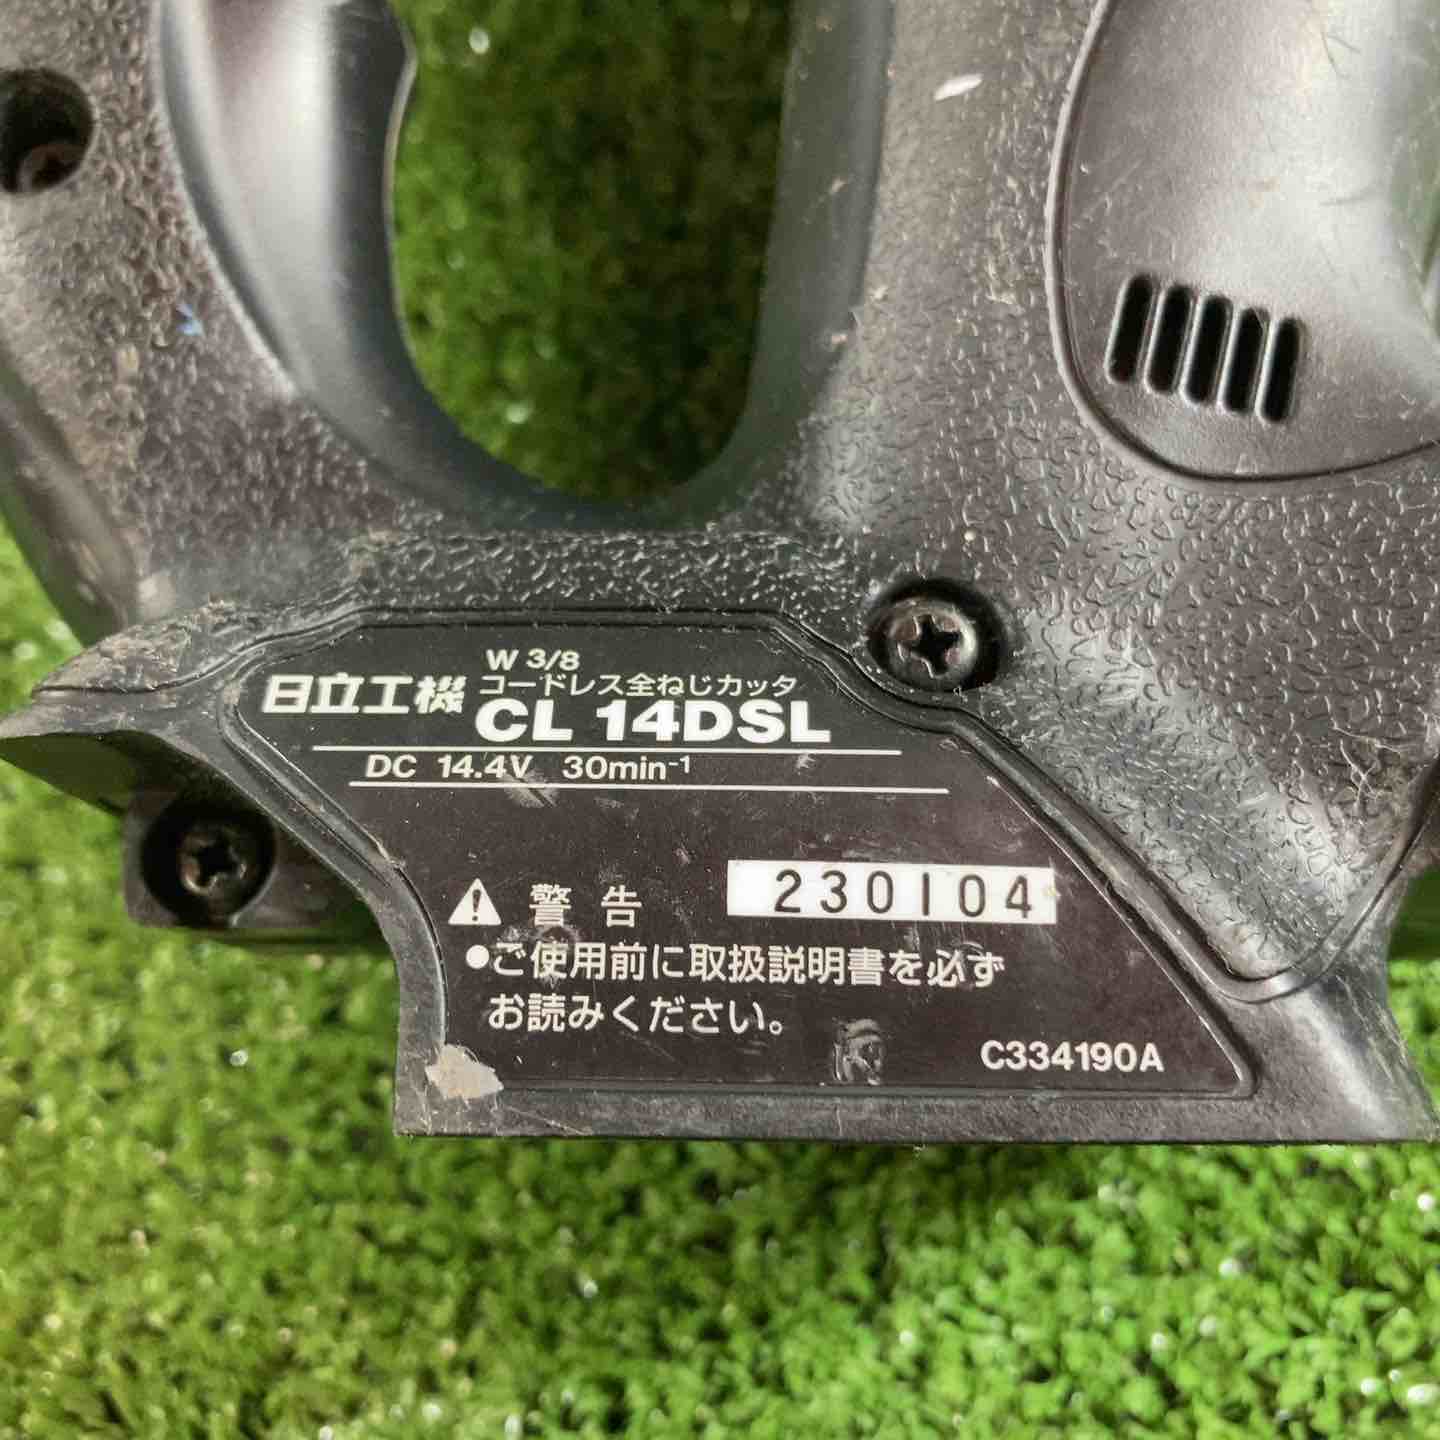 W 3/8
日立工機 コードレス全ねじカッタ
CL 14DSL
DC 14.4V 30min⁻¹
230104
警告
●ご使用前に取扱説明書を必ず
お読みください。
C334190A